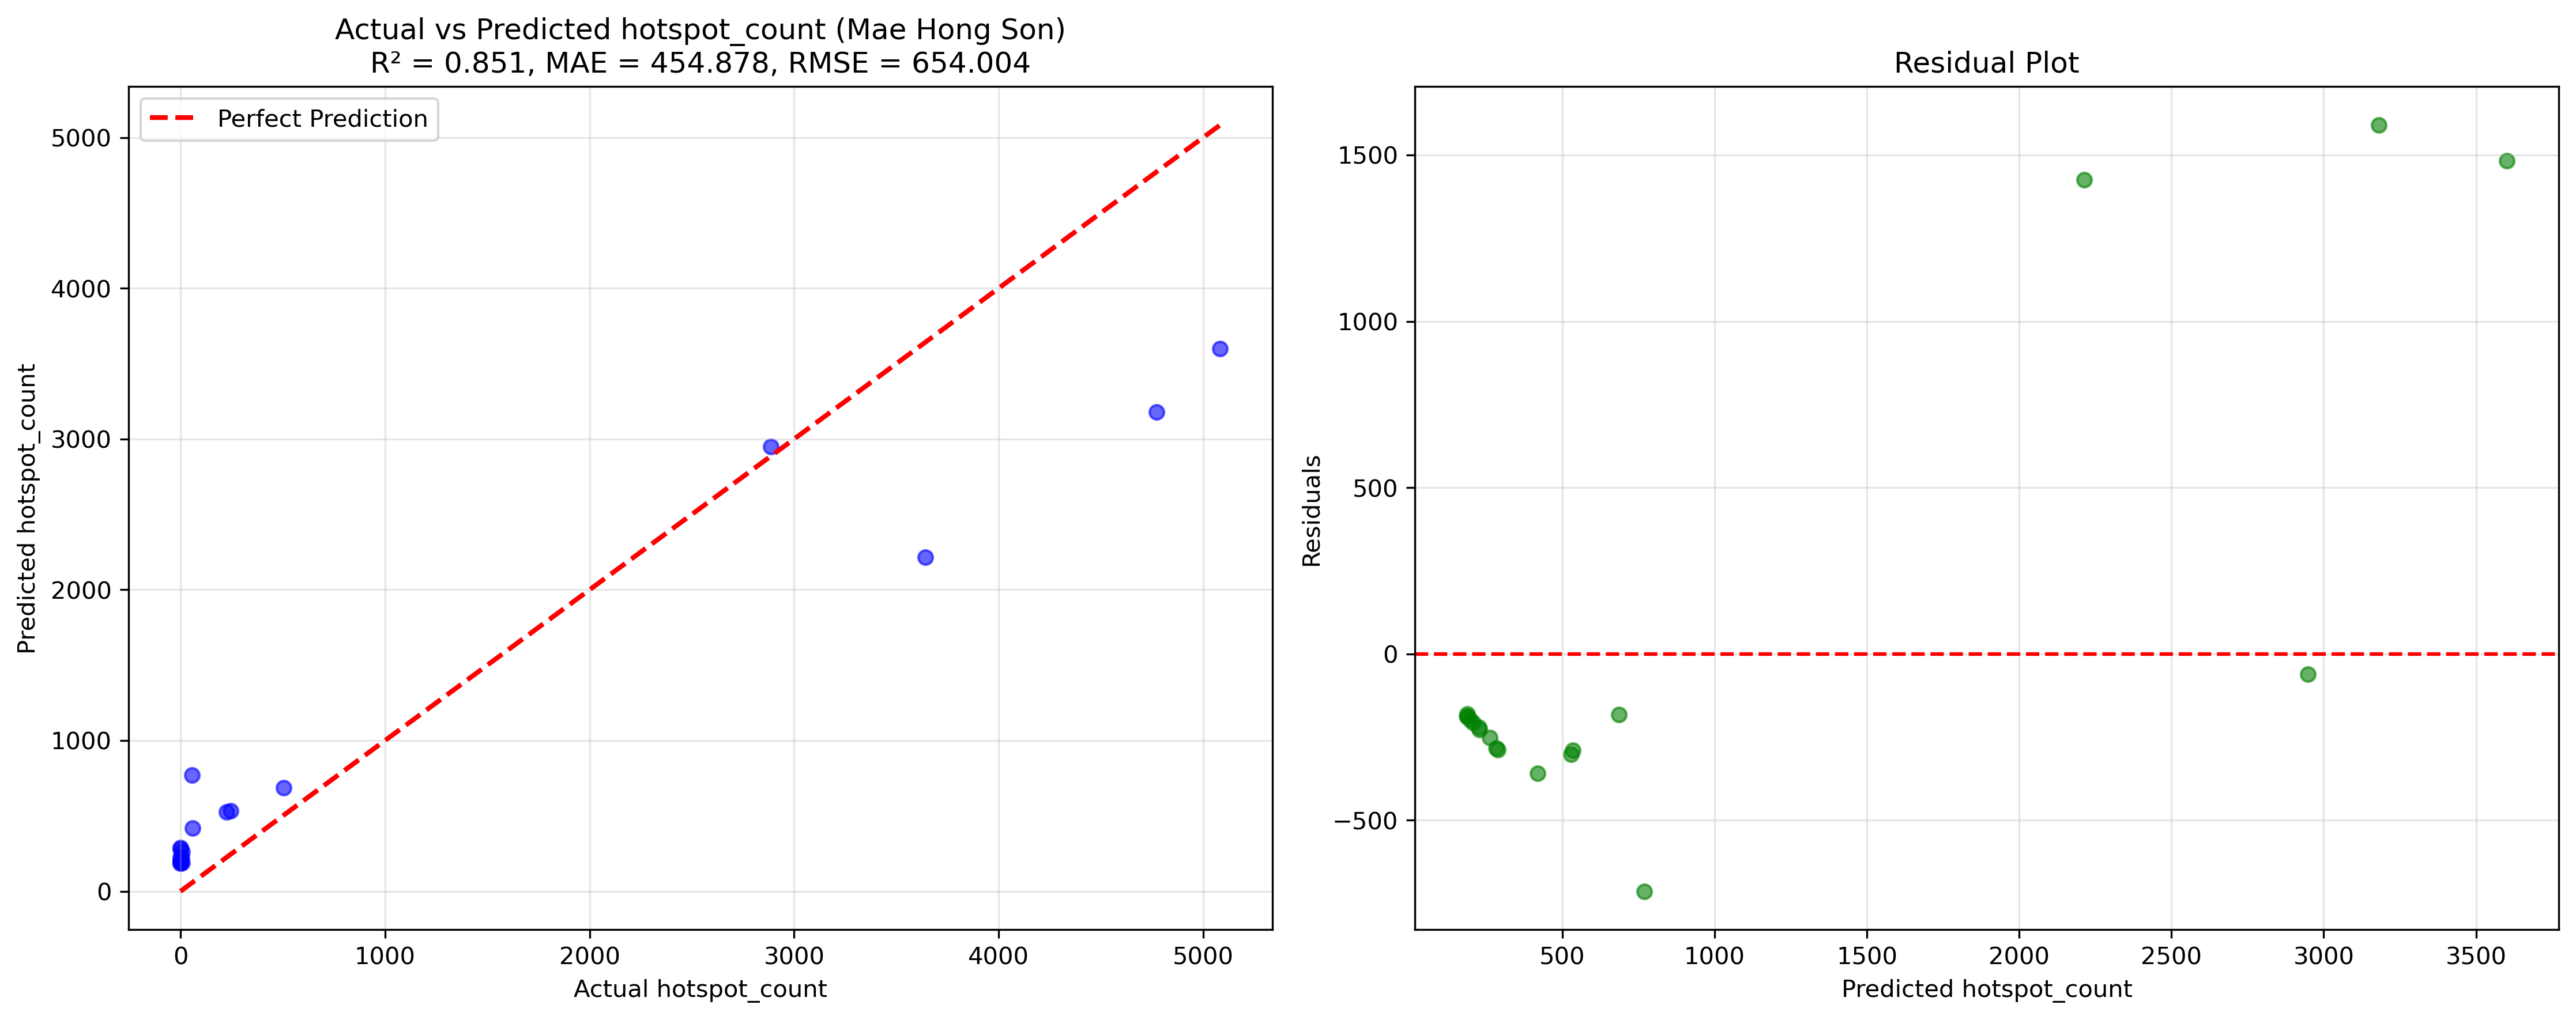 Actual vs Predicted hotspot_count (Mae Hong Son)
R² = 0.851, MAE = 454.878, RMSE = 654.004
Perfect Prediction
Predicted hotspot_count
5000
4000
3000
2000
1000
0
0 1000 2000 3000 4000 5000
Actual hotspot_count
Residual Plot
Residuals
1500
1000
500
0
−500
500 1000 1500 2000 2500 3000 3500
Predicted hotspot_count